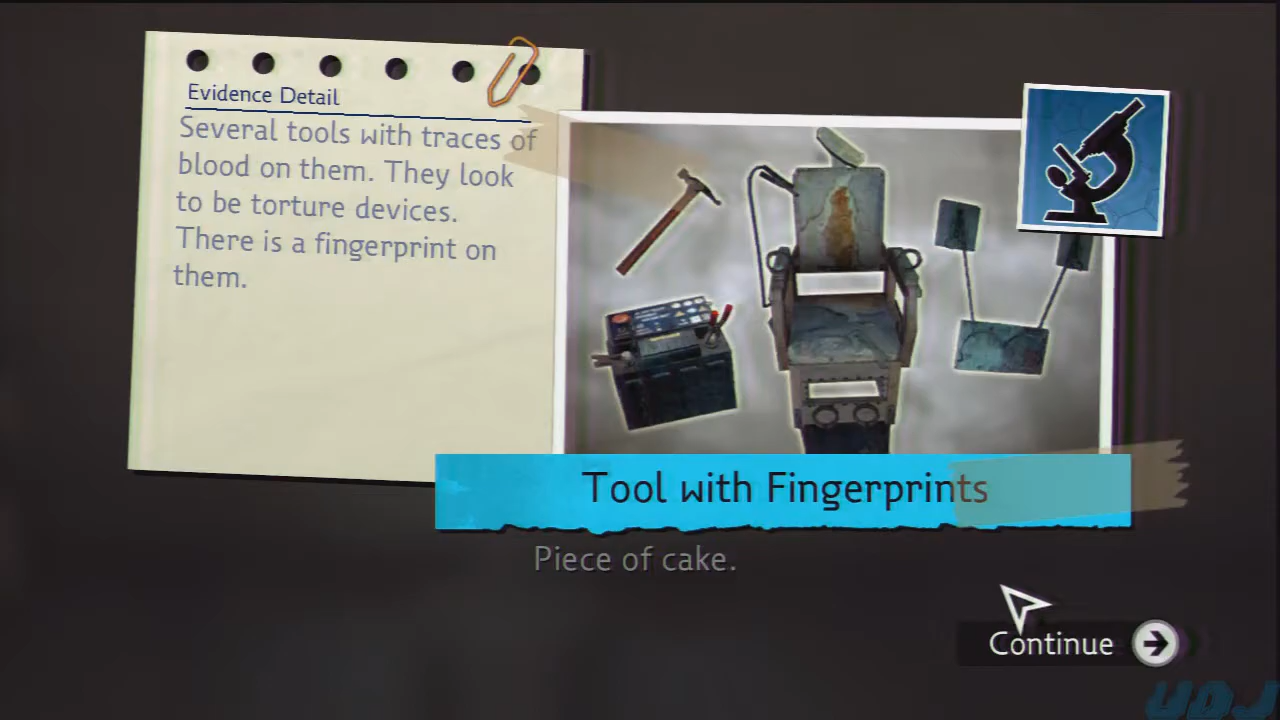 Evidence Detail
Several tools with traces of
blood on them. They look
to be torture devices.
There is a fingerprint on
them.
Tool with Fingerprints
Piece of cake.
Continue
UDJ